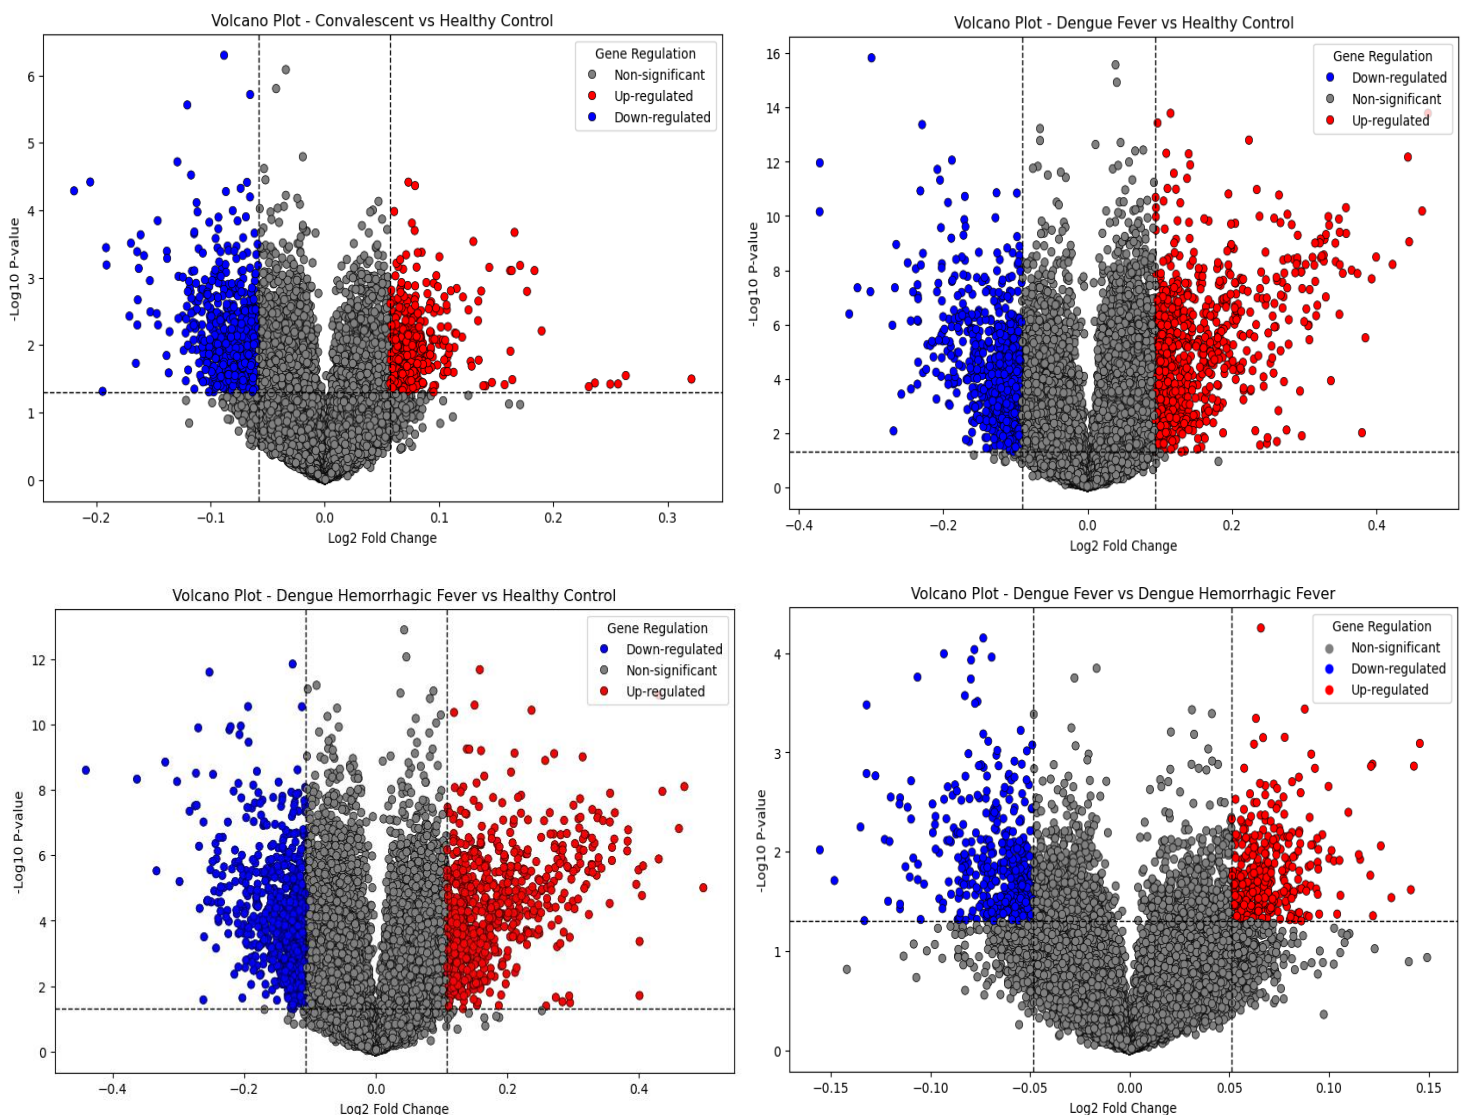 Volcano Plot - Convalescent vs Healthy Control
Gene Regulation
Non-significant
Up-regulated
Down-regulated
-Log10 P-value
6
5
4
3
2
1
0
−0.2 −0.1 0.0 0.1 0.2 0.3
Log2 Fold Change
Volcano Plot - Dengue Fever vs Healthy Control
Gene Regulation
Down-regulated
Non-significant
Up-regulated
-Log10 P-value
16
14
12
10
8
6
4
2
0
−0.4 −0.2 0.0 0.2 0.4
Log2 Fold Change
Volcano Plot - Dengue Hemorrhagic Fever vs Healthy Control
Gene Regulation
Down-regulated
Non-significant
Up-regulated
-Log10 P-value
12
10
8
6
4
2
0
−0.4 −0.2 0.0 0.2 0.4
Log2 Fold Change
Volcano Plot - Dengue Fever vs Dengue Hemorrhagic Fever
Gene Regulation
Non-significant
Down-regulated
Up-regulated
-Log10 P-value
4
3
2
1
0
−0.15 −0.10 −0.05 0.00 0.05 0.10 0.15
Log2 Fold Change